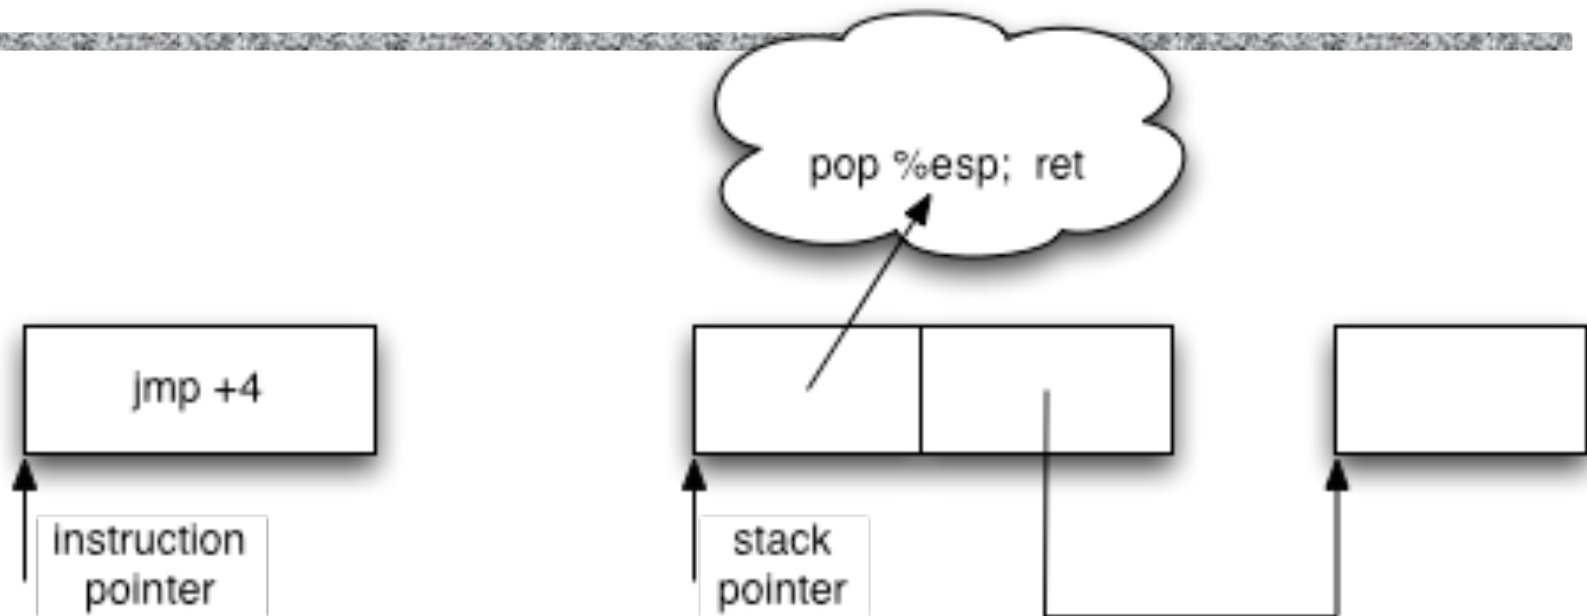 pop %esp; ret
jmp +4
instruction
pointer
stack
pointer